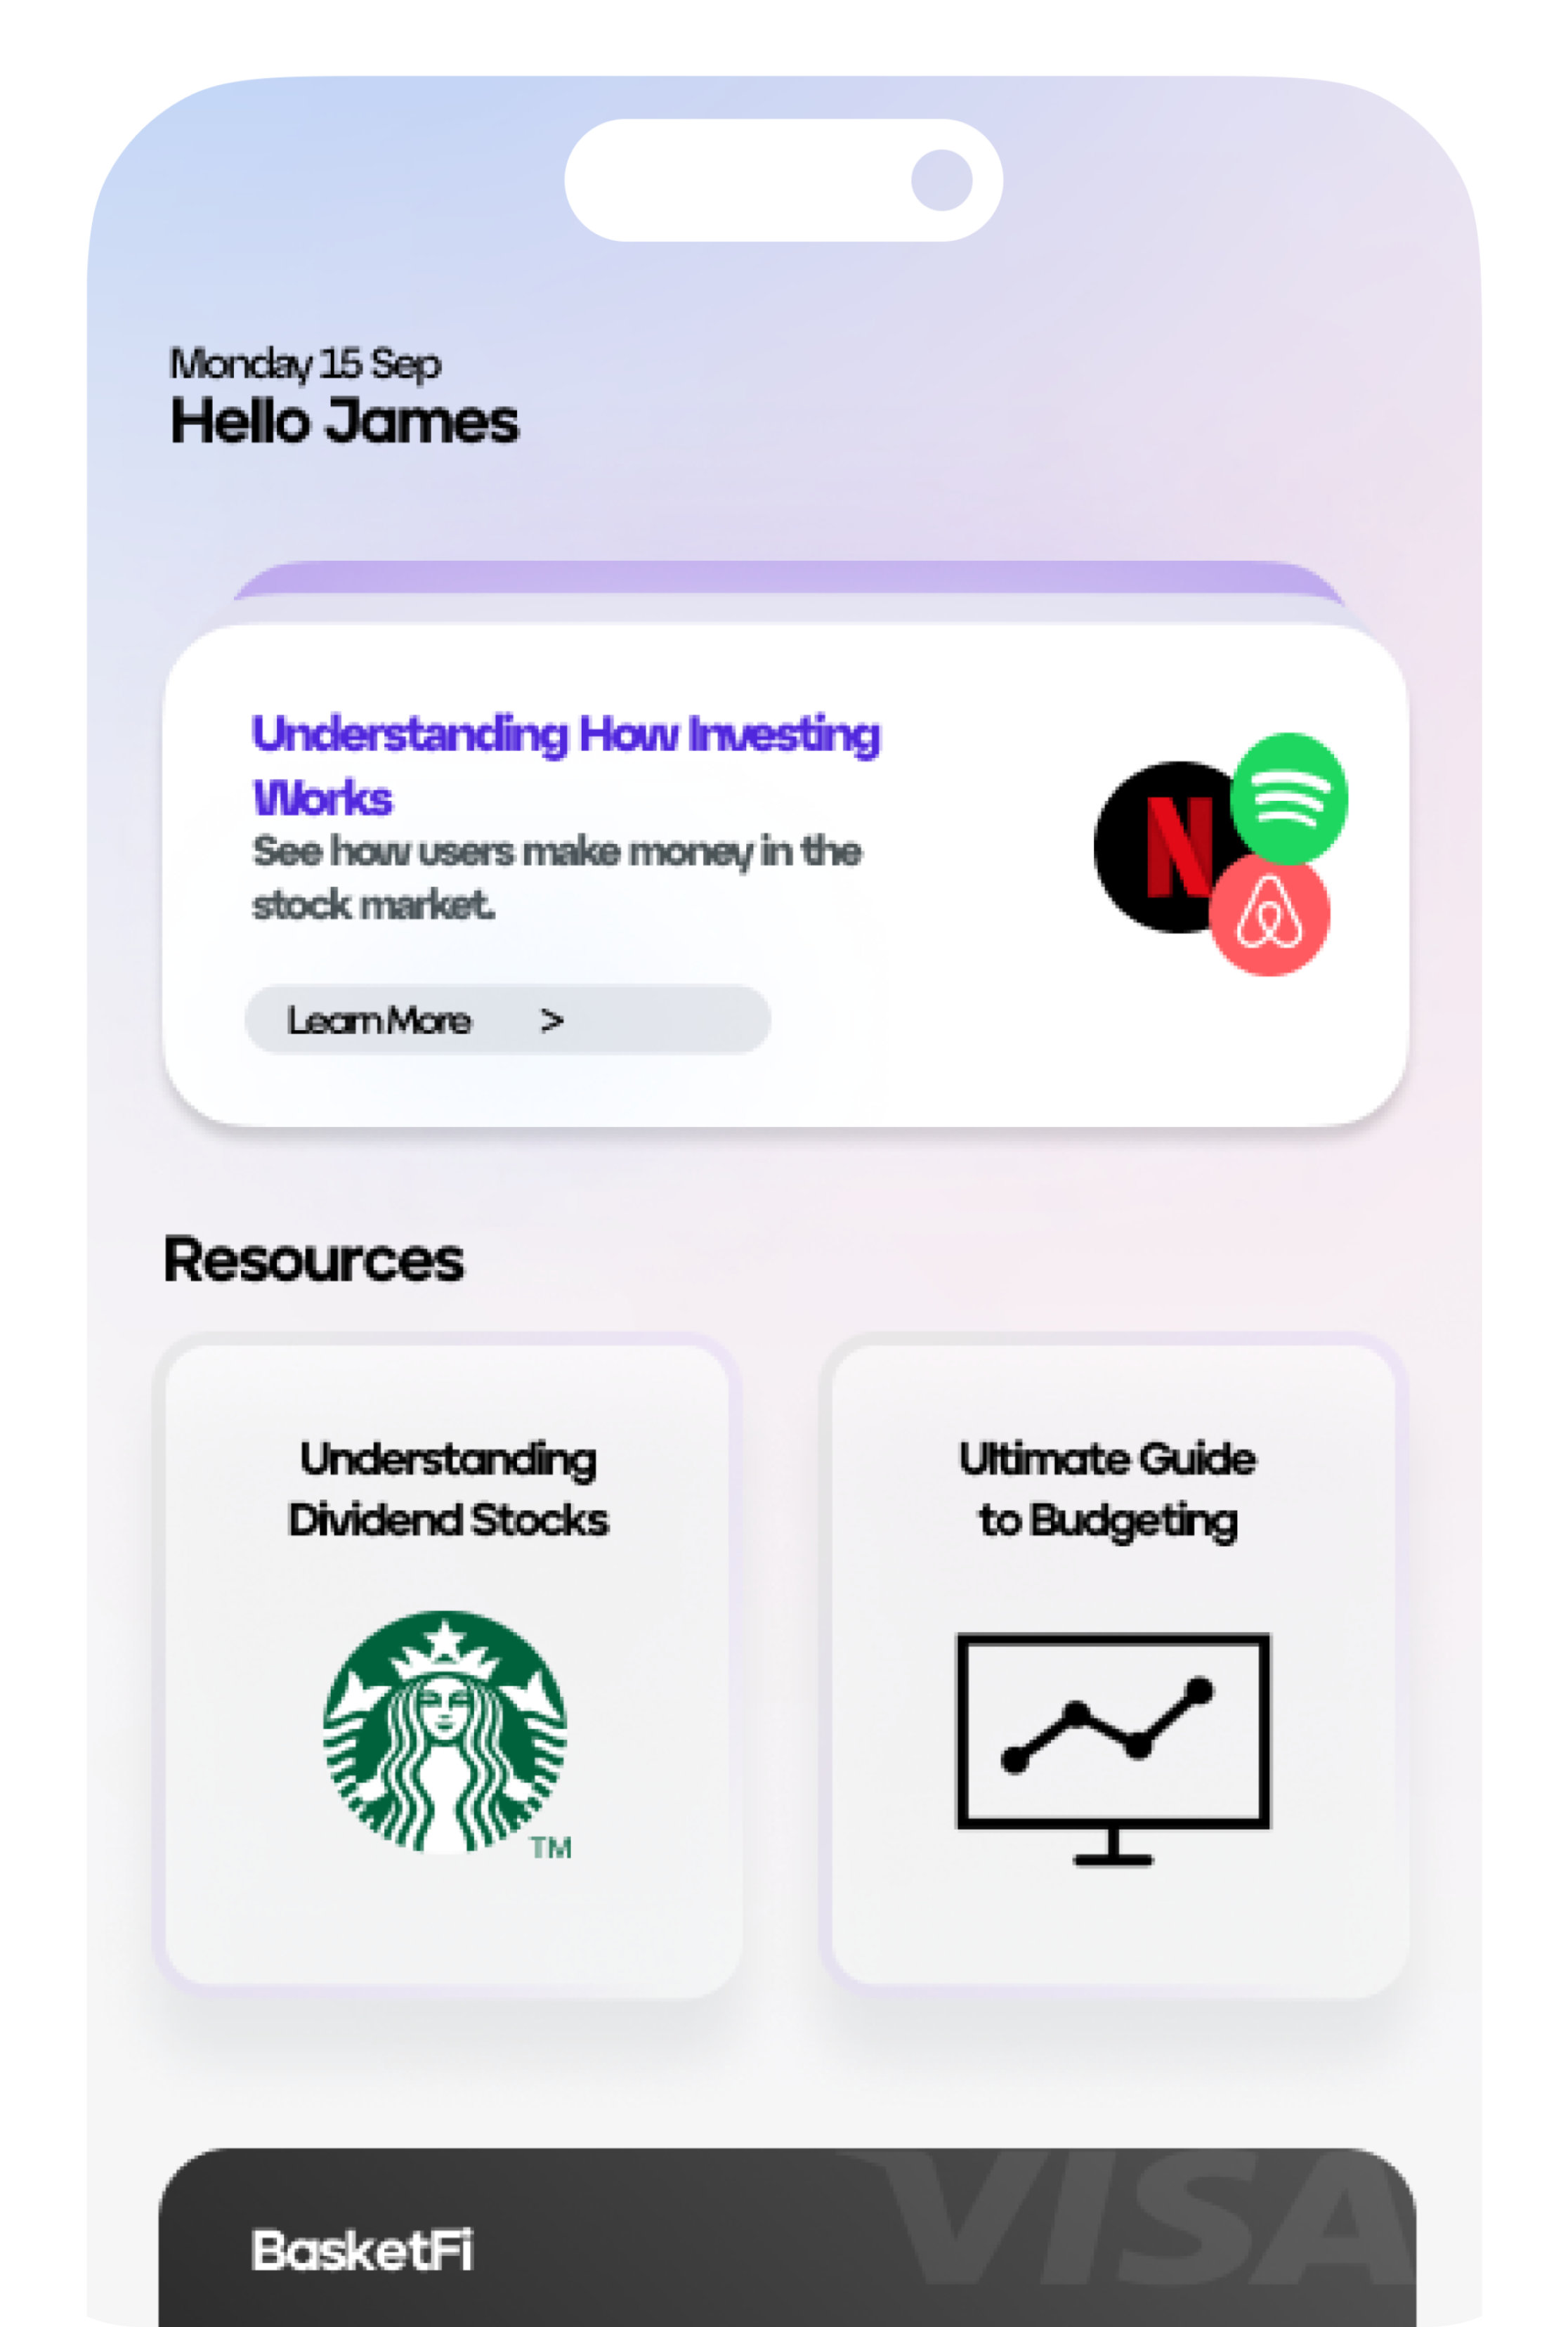 Monday 15 Sep
Hello James
Understanding How Investing
Works
See how users make money in the
stock market.
Learn More >
N
Resources
Understanding
Dividend Stocks
TM
Ultimate Guide
to Budgeting
VISA
BasketFi